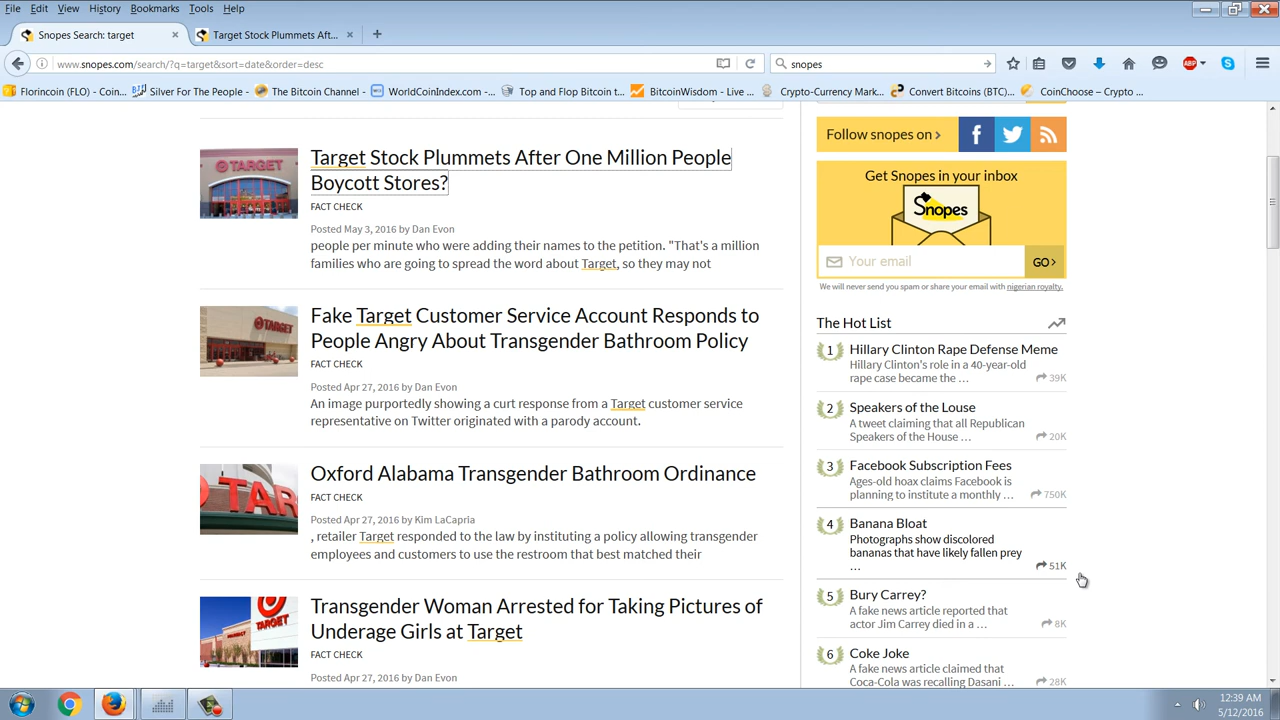 File Edit View History Bookmarks Tools Help
Snopes Search: target × Target Stock Plummets Aft... × +
www.snopes.com/search/?q=target&sort=date&order=desc snopes
Florincoin (FLO) - Coin... Silver For The People - The Bitcoin Channel - WorldCoinIndex.com -... Top and Flop Bitcoin t... BitcoinWisdom - Live ... Crypto-Currency Mark... Convert Bitcoins (BTC)... CoinChoose – Crypto ...
TARGET
Target Stock Plummets After One Million People
Boycott Stores?
FACT CHECK
Posted May 3, 2016 by Dan Evon
people per minute who were adding their names to the petition. "That's a million
families who are going to spread the word about Target, so they may not
TARGET
Fake Target Customer Service Account Responds to
People Angry About Transgender Bathroom Policy
FACT CHECK
Posted Apr 27, 2016 by Dan Evon
An image purportedly showing a curt response from a Target customer service
representative on Twitter originated with a parody account.
TAR
Oxford Alabama Transgender Bathroom Ordinance
FACT CHECK
Posted Apr 27, 2016 by Kim LaCapria
, retailer Target responded to the law by instituting a policy allowing transgender
employees and customers to use the restroom that best matched their
Transgender Woman Arrested for Taking Pictures of
Underage Girls at Target
FACT CHECK
Posted Apr 27, 2016 by Dan Evon
Follow snopes on >
Get Snopes in your inbox
Snopes
Your email GO>
We will never send you spam or share your email with nigerian royalty.
The Hot List
1 Hillary Clinton Rape Defense Meme
Hillary Clinton's role in a 40-year-old
rape case became the ... 39K
2 Speakers of the Louse
A tweet claiming that all Republican
Speakers of the House ... 20K
3 Facebook Subscription Fees
Ages-old hoax claims Facebook is
planning to institute a monthly ... 750K
4 Banana Bloat
Photographs show discolored
bananas that have likely fallen prey
... 51K
5 Bury Carrey?
A fake news article reported that
actor Jim Carrey died in a ... 8K
6 Coke Joke
A fake news article claimed that
Coca-Cola was recalling Dasani ... 28K
12:39 AM
5/12/2016